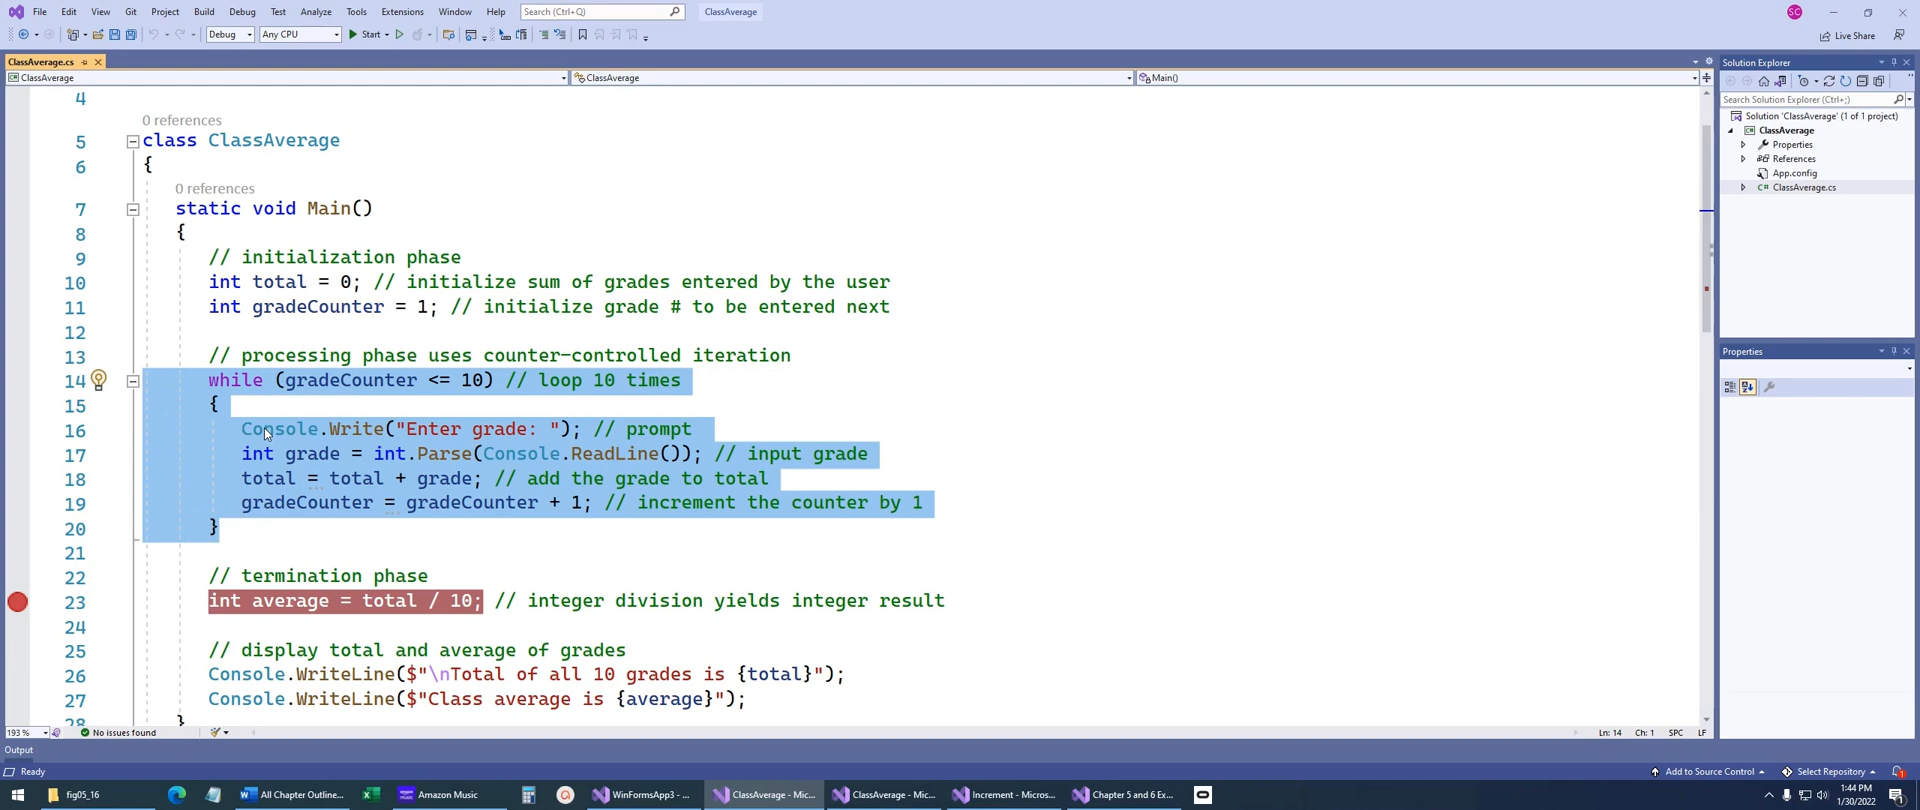 File Edit View Git Project Build Debug Test Analyze Tools Extensions Window Help Search (Ctrl+Q) ClassAverage SC
Debug Any CPU Start Live Share
ClassAverage.cs
ClassAverage ClassAverage Main()
4
0 references
5 class ClassAverage
6 {
0 references
7 static void Main()
8 {
9 // initialization phase
10 int total = 0; // initialize sum of grades entered by the user
11 int gradeCounter = 1; // initialize grade # to be entered next
12
13 // processing phase uses counter-controlled iteration
14 while (gradeCounter <= 10) // loop 10 times
15 {
16 Console.Write("Enter grade: "); // prompt
17 int grade = int.Parse(Console.ReadLine()); // input grade
18 total = total + grade; // add the grade to total
19 gradeCounter = gradeCounter + 1; // increment the counter by 1
20 }
21
22 // termination phase
23 int average = total / 10; // integer division yields integer result
24
25 // display total and average of grades
26 Console.WriteLine($"\nTotal of all 10 grades is {total}");
27 Console.WriteLine($"Class average is {average}");
28 }
193 % No issues found Ln: 14 Ch: 1 SPC LF
Solution Explorer
Search Solution Explorer (Ctrl+;)
Solution 'ClassAverage' (1 of 1 project)
ClassAverage
Properties
References
App.config
C# ClassAverage.cs
Properties
Output
Ready Add to Source Control Select Repository 1
fig05_16 All Chapter Outline... Amazon Music WinFormsApp3 - ... ClassAverage - Mic... ClassAverage - Mic... Increment - Micros... Chapter 5 and 6 Ex... 1:44 PM
1/30/2022